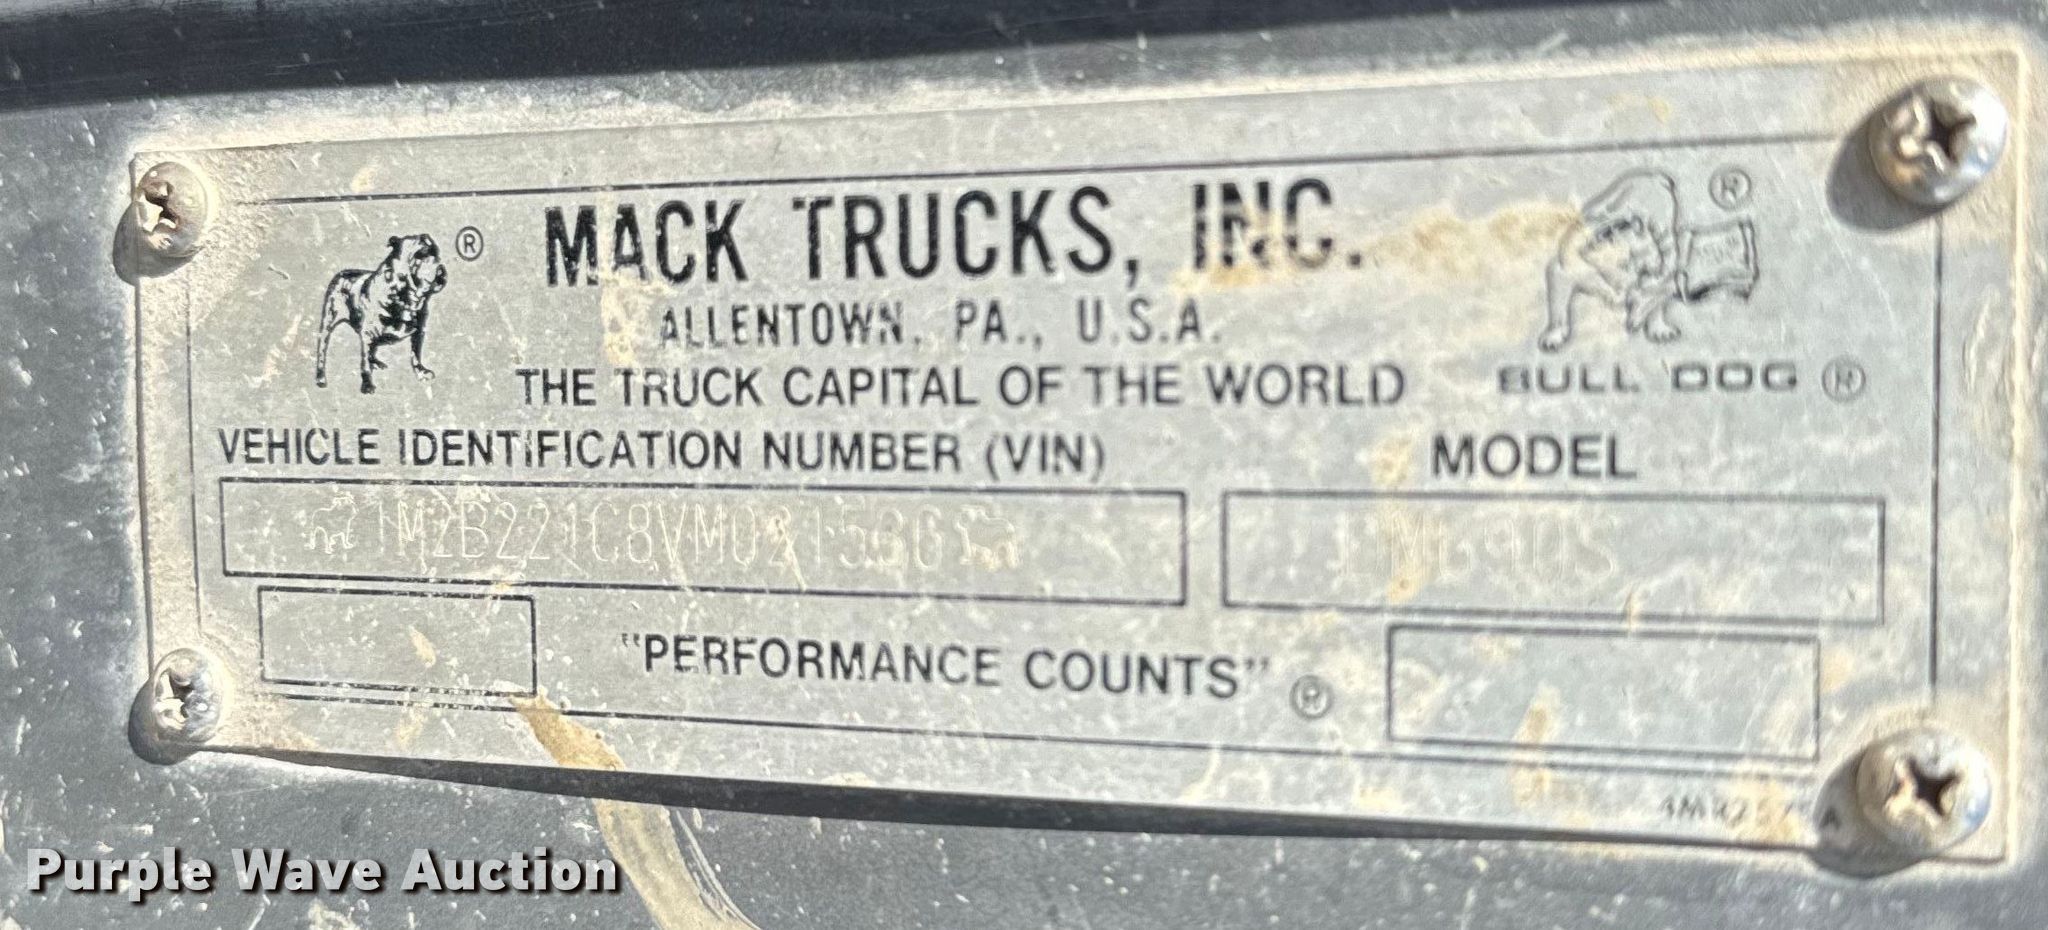 ® MACK TRUCKS, INC. ®
ALLENTOWN, PA., U.S.A.
THE TRUCK CAPITAL OF THE WORLD
BULL DOG ®
VEHICLE IDENTIFICATION NUMBER (VIN)
MODEL
DM690S
"PERFORMANCE COUNTS" ®
Purple Wave Auction